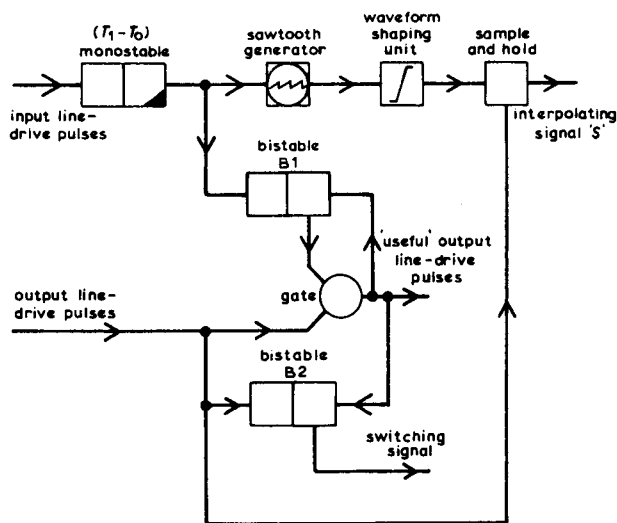 (T₁-T₀)
monostable
sawtooth
generator
waveform
shaping
unit
sample
and hold
input line-
drive pulses
interpolating
signal 'S'
bistable
B1
'useful' output
line-drive
pulses
gate
output line-
drive pulses
bistable
B2
switching
signal